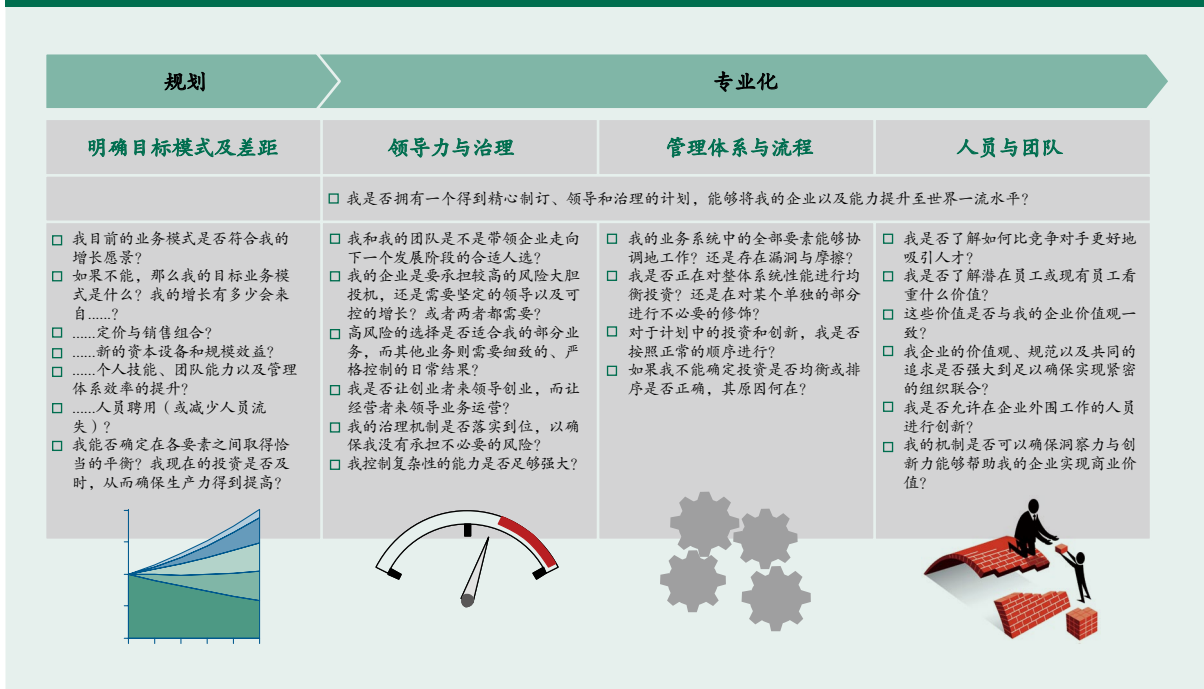 规划
专业化
明确目标模式及差距
领导力与治理
管理体系与流程
人员与团队
我是否拥有一个得到精心制订、领导和治理的计划，能够将我的企业以及能力提升至世界一流水平？
我目前的业务模式是否符合我的
增长愿景？
如果不能，那么我的目标业务模
式是什么？我的增长有多少会来
自……？
……定价与销售组合？
……新的资本设备和规模效益？
……个人技能、团队能力以及管理
体系效率的提升？
……人员聘用（或减少人员流
失）？
我能否确定在各要素之间取得恰
当的平衡？我现在的投资是否及
时，从而确保生产力得到提高？
我和我的团队是不是带领企业走向
下一个发展阶段的合适人选？
我的企业是要承担较高的风险大胆
投机，还是需要坚定的领导以及可
控的增长？或者两者都需要？
高风险的选择是否适合我的部分业
务，而其他业务则需要细致的、严
格控制的日常结果？
我是否让创业者来领导创业，而让
经营者来领导业务运营？
我的治理机制是否落实到位，以确
保我没有承担不必要的风险？
我控制复杂性的能力是否足够强大？
我的业务系统中的全部要素能够协
调地工作？还是存在漏洞与摩擦？
我是否正在对整体系统性能进行均
衡投资？还是在对某个单独的部分
进行不必要的修饰？
对于计划中的投资和创新，我是否
按照正常的顺序进行？
如果我不能确定投资是否均衡或排
序是否正确，其原因何在？
我是否了解如何比竞争对手更好地
吸引人才？
我是否了解潜在员工或现有员工看
重什么价值？
这些价值是否与我的企业价值观一
致？
我企业的价值观、规范以及共同的
追求是否强大到足以确保实现紧密
的组织联合？
我是否允许在企业外围工作的人员
进行创新？
我的机制是否可以确保洞察力与创
新力能够帮助我的企业实现商业价
值？